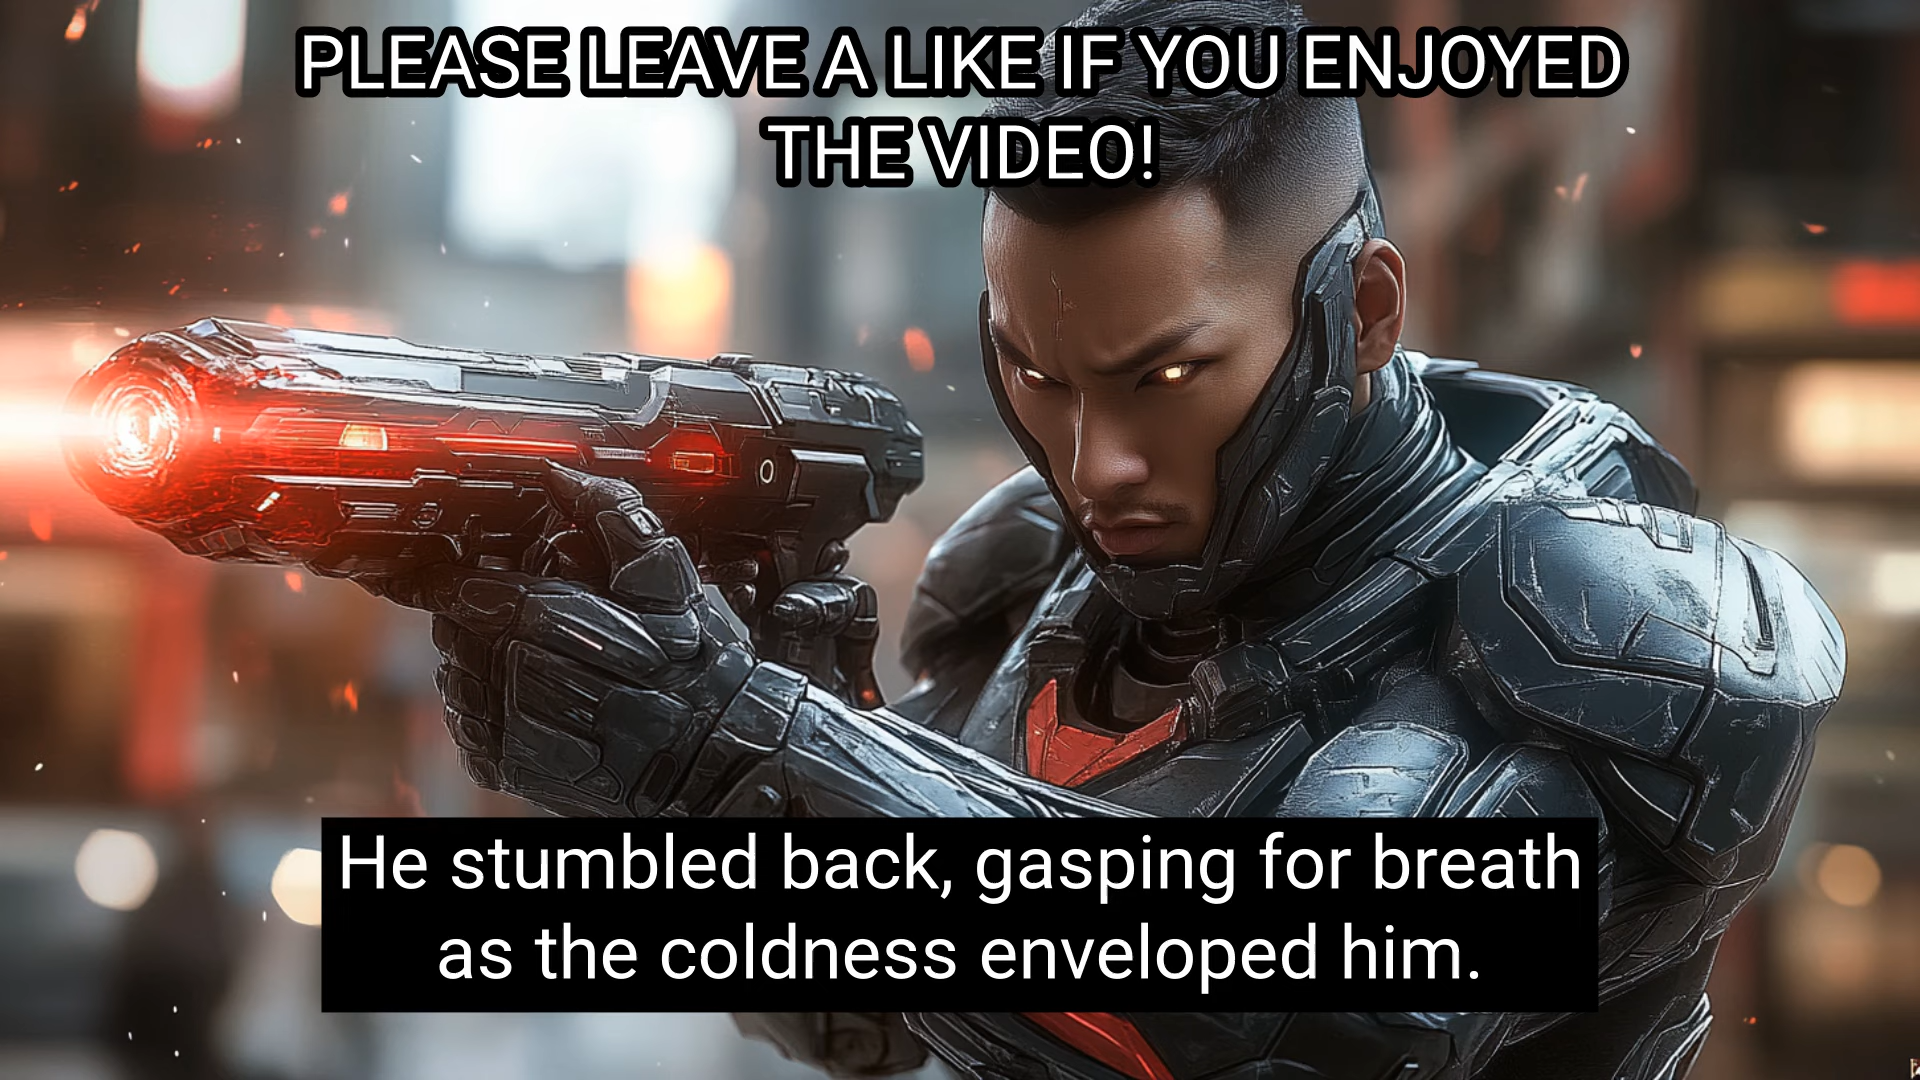 PLEASE LEAVE A LIKE IF YOU ENJOYED
THE VIDEO!
He stumbled back, gasping for breath
as the coldness enveloped him.